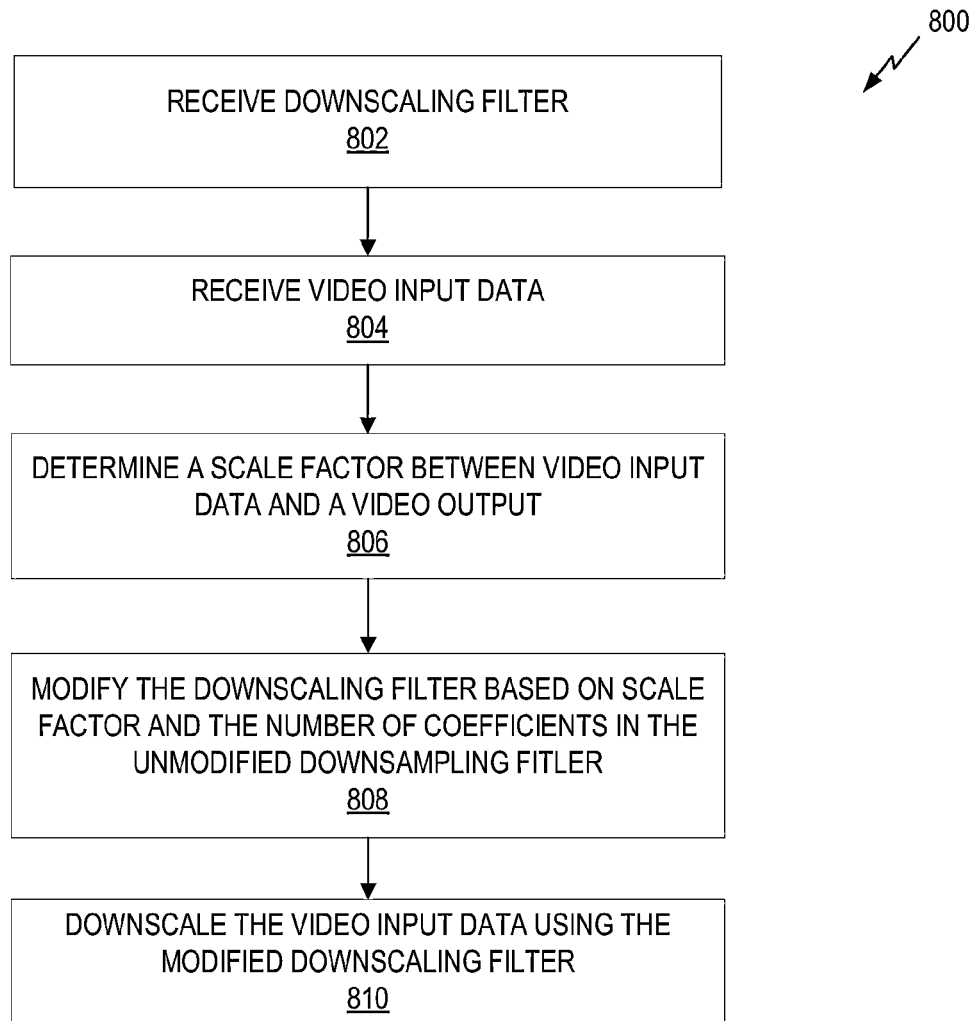 800
RECEIVE DOWNSCALING FILTER
802
RECEIVE VIDEO INPUT DATA
804
DETERMINE A SCALE FACTOR BETWEEN VIDEO INPUT
DATA AND A VIDEO OUTPUT
806
MODIFY THE DOWNSCALING FILTER BASED ON SCALE
FACTOR AND THE NUMBER OF COEFFICIENTS IN THE
UNMODIFIED DOWNSAMPLING FITLER
808
DOWNSCALE THE VIDEO INPUT DATA USING THE
MODIFIED DOWNSCALING FILTER
810